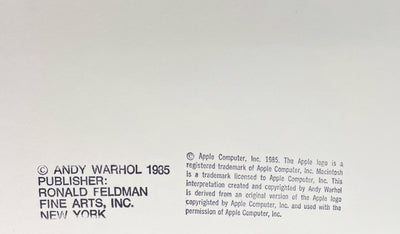 © ANDY WARHOL 1985
PUBLISHER:
RONALD FELDMAN
FINE ARTS, INC.
NEW YORK
© Apple Computer, Inc. 1985. The Apple logo is a
registered trademark of Apple Computer, Inc. Macintosh
is a trademark licensed to Apple Computer, Inc. This
interpretation created and copyrighted by Andy Warhol
is derived from an original version of the Apple logo
copyrighted by Apple Computer, Inc. and used with the
permission of Apple Computer, Inc.